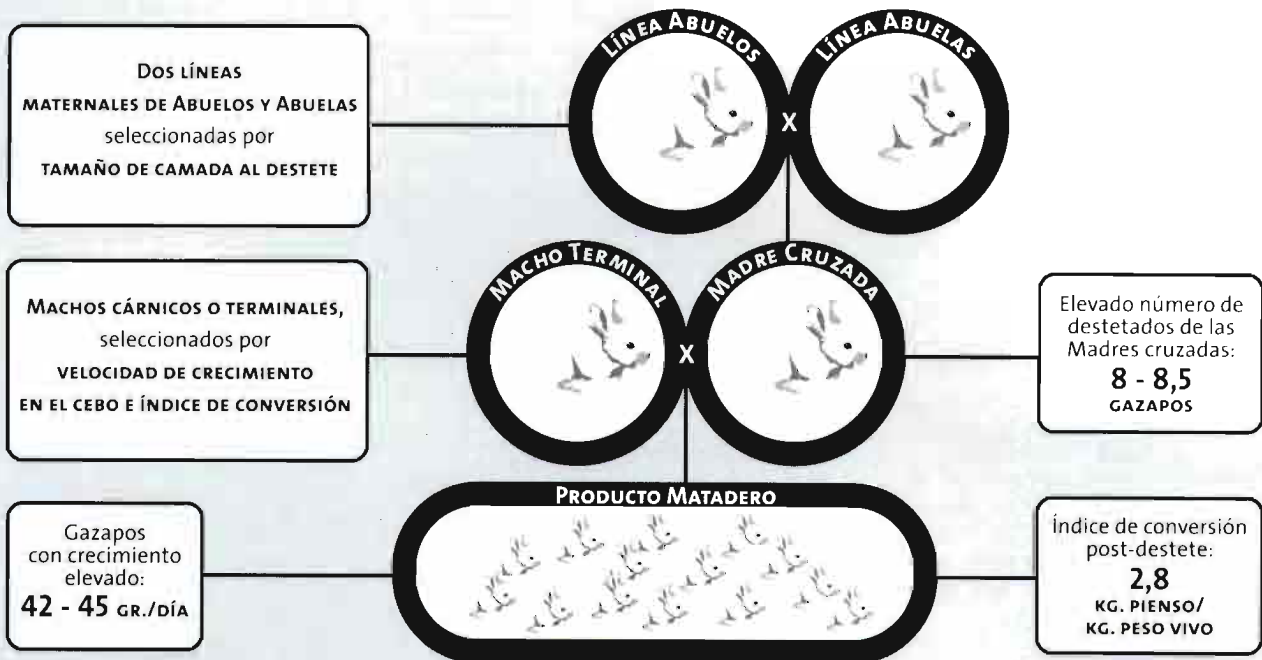 LÍNEA ABUELOS
LÍNEA ABUELAS
X
DOS LÍNEAS
MATERNALES DE ABUELOS Y ABUELAS
seleccionadas por
TAMAÑO DE CAMADA AL DESTETE
MACHO TERMINAL
MADRE CRUZADA
X
MACHOS CÁRNICOS O TERMINALES,
seleccionados por
VELOCIDAD DE CRECIMIENTO
EN EL CEBO E ÍNDICE DE CONVERSIÓN
Elevado número de
destetados de las
Madres cruzadas:
8 - 8,5
GAZAPOS
PRODUCTO MATADERO
Gazapos
con crecimiento
elevado:
42 - 45 GR./DÍA
Índice de conversión
post-destete:
2,8
KG. PIENSO/
KG. PESO VIVO